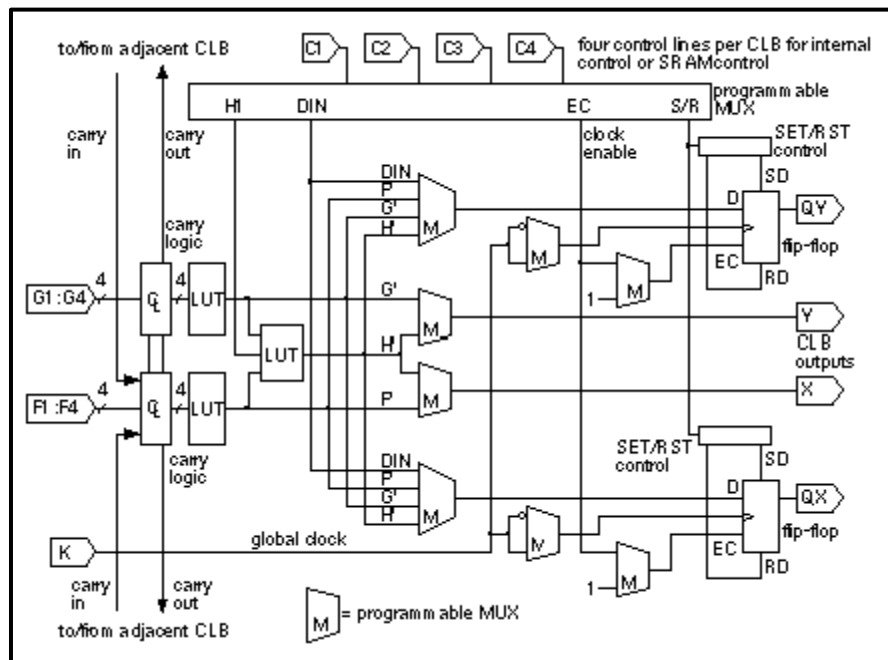 to/from adjacent CLB
C1 C2 C3 C4
four control lines per CLB for internal
control or SRAMcontrol
programmable
MUX
H1 DIN EC S/R
carry
in
carry
out
clock
enable
SET/RST
control
DIN
F'
G'
H'
M
D
SD
QY
flip-flop
EC
RD
M
M
1
carry
logic
G1:G4
4
CL
4
LUT
G'
M
Y
LUT
H'
CLB
outputs
F1:F4
4
CL
4
LUT
F'
M
X
carry
logic
DIN
F'
G'
H'
M
SET/RST
control
SD
D
QX
flip-flop
EC
RD
M
M
1
K
global clock
carry
in
carry
out
to/from adjacent CLB
M
= programmable MUX